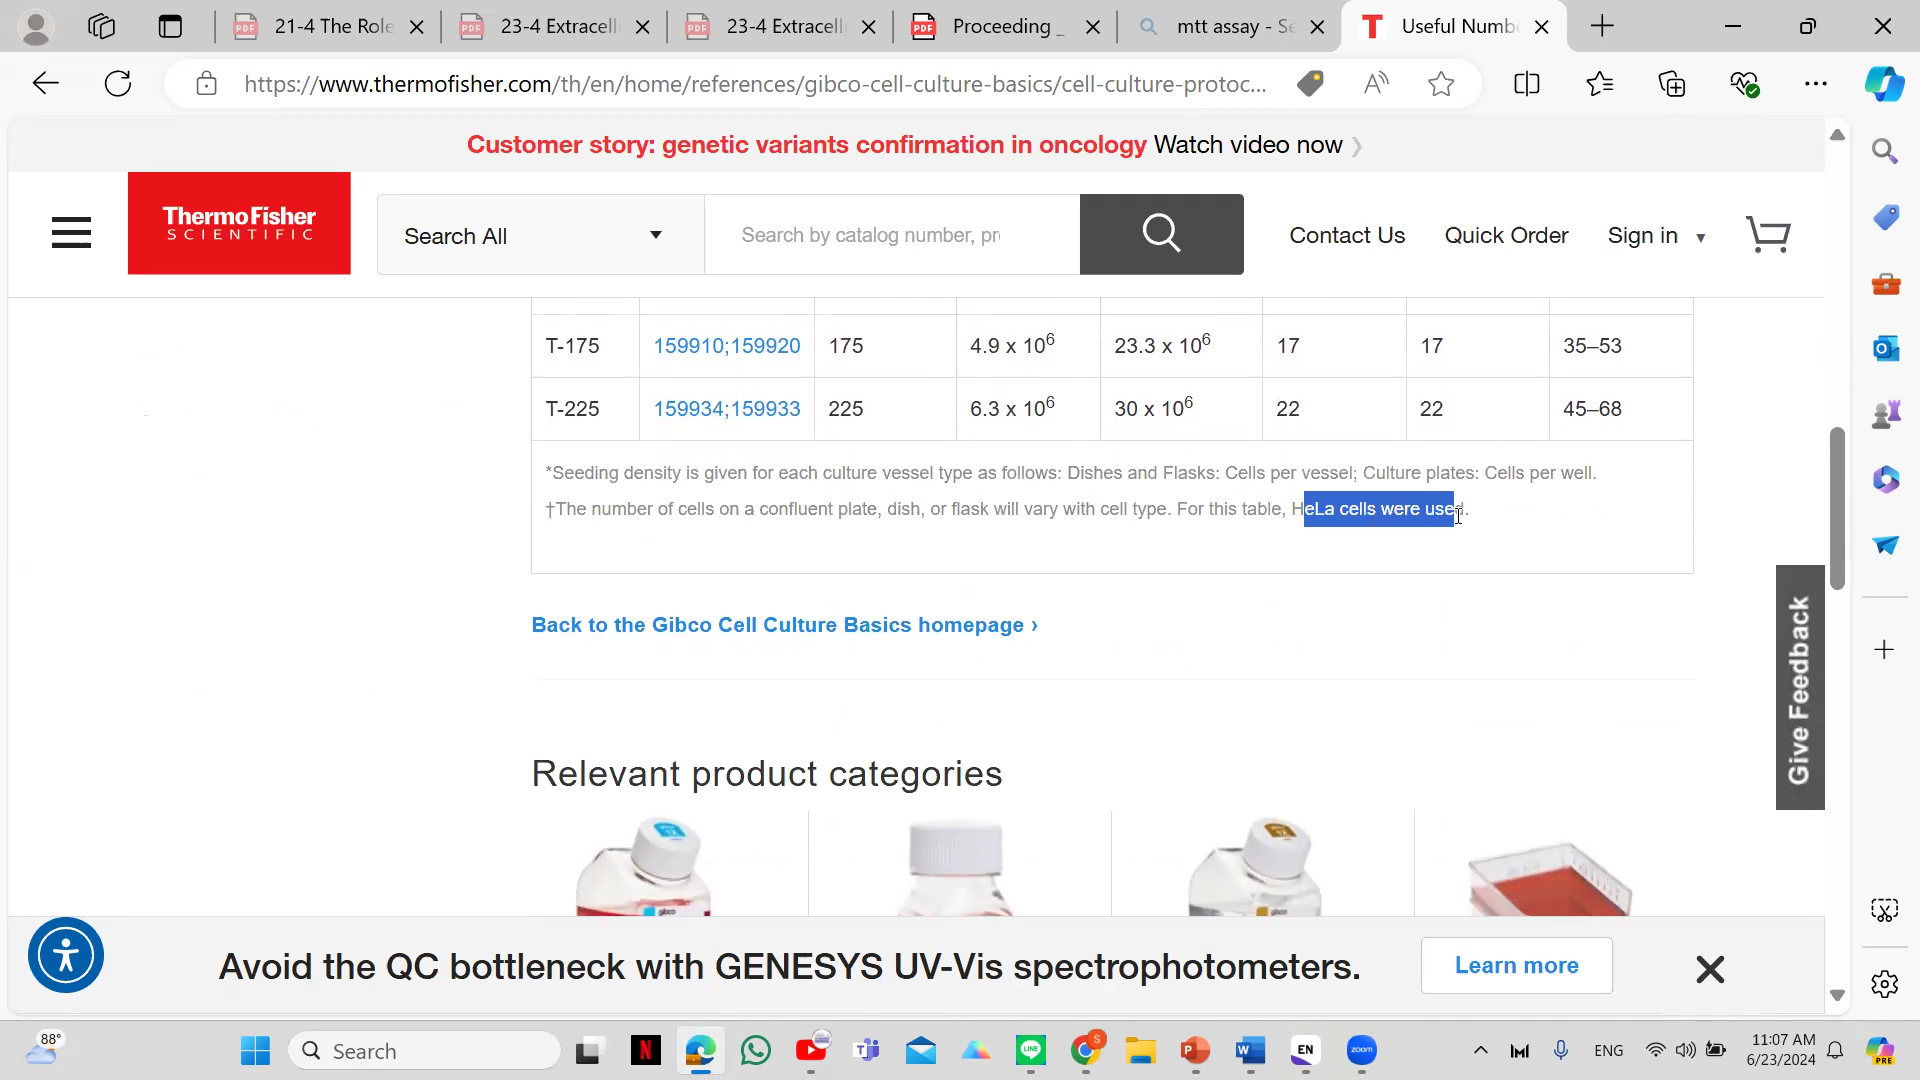 21-4 The Role
23-4 Extracell
23-4 Extracell
Proceeding _
mtt assay - Se
Useful Numbe
https://www.thermofisher.com/th/en/home/references/gibco-cell-culture-basics/cell-culture-protoc...
Customer story: genetic variants confirmation in oncology Watch video now
ThermoFisher
SCIENTIFIC
Search All
Search by catalog number, pr
Contact Us
Quick Order
Sign in
T-175 159910;159920 175 4.9 x 10⁶ 23.3 x 10⁶ 17 17 35–53
T-225 159934;159933 225 6.3 x 10⁶ 30 x 10⁶ 22 22 45–68
*Seeding density is given for each culture vessel type as follows: Dishes and Flasks: Cells per vessel; Culture plates: Cells per well.
†The number of cells on a confluent plate, dish, or flask will vary with cell type. For this table, HeLa cells were used.
Back to the Gibco Cell Culture Basics homepage ›
Relevant product categories
Give Feedback
Avoid the QC bottleneck with GENESYS UV-Vis spectrophotometers.
Learn more
88°
Search
ENG
11:07 AM
6/23/2024